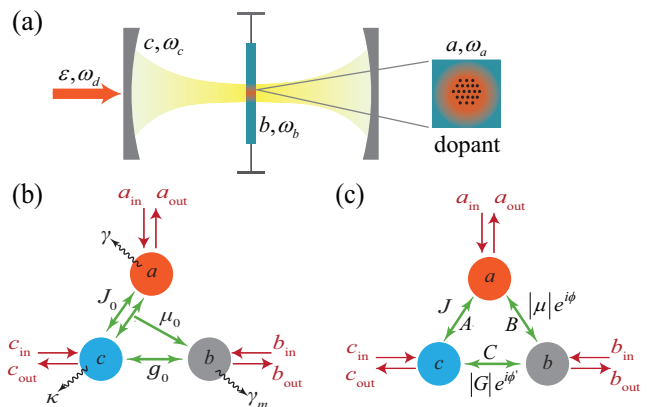 (a)
c, ω_c
a, ω_a
ε, ω_d
b, ω_b
dopant
(b)
a_in a_out
γ
a
J_0
μ_0
c_in
c_out
c
g_0
b
b_in
b_out
κ
γ_m
(c)
a_in a_out
a
J
A
B
|μ|e^{iϕ}
c_in
c_out
c
C
b
b_in
b_out
|G|e^{iϕ'}